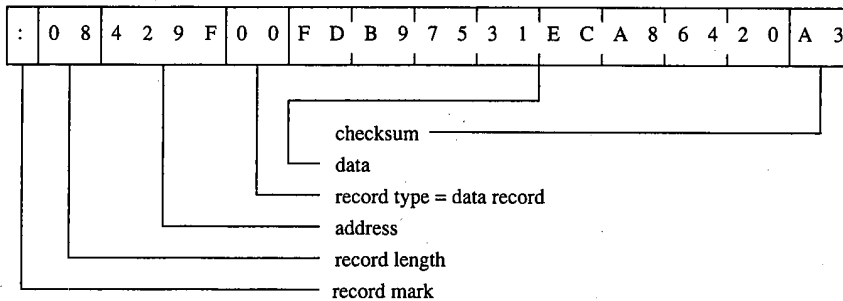 : 0 8 4 2 9 F 0 0 F D B 9 7 5 3 1 E C A 8 6 4 2 0 A 3
checksum
data
record type = data record
address
record length
record mark